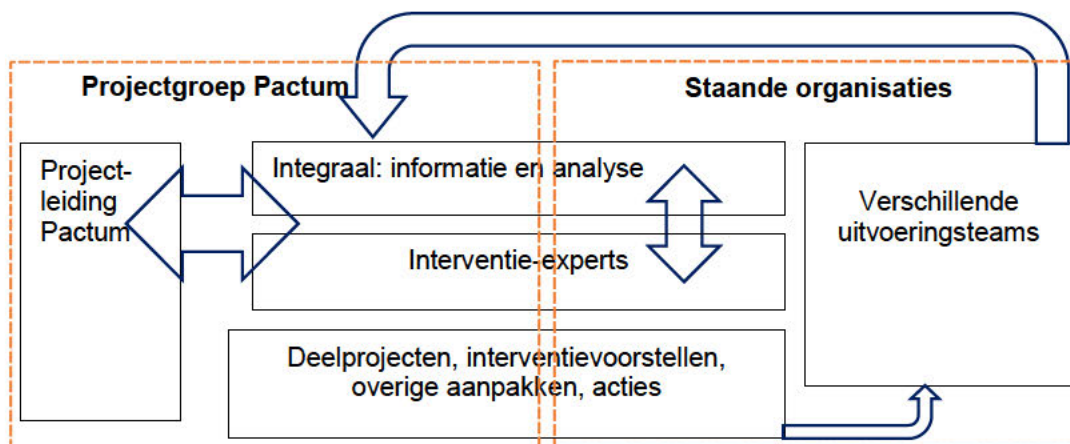 Projectgroep Pactum
Staande organisaties
Project-
leiding
Pactum
Integraal: informatie en analyse
Interventie-experts
Deelprojecten, interventievoorstellen,
overige aanpakken, acties
Verschillende
uitvoeringsteams